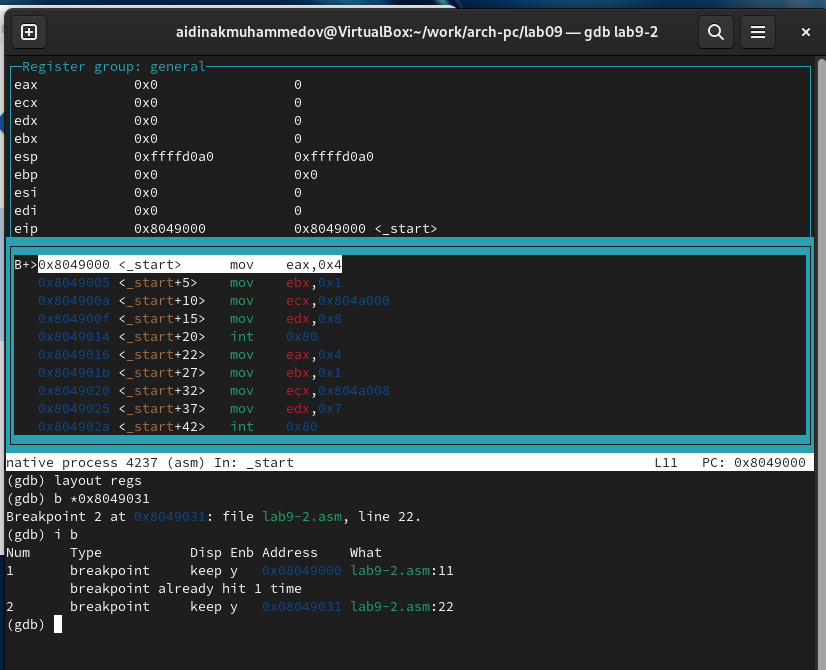 aidinakmuhammedov@VirtualBox:~/work/arch-pc/lab09 — gdb lab9-2
Register group: general
eax 0x0 0
ecx 0x0 0
edx 0x0 0
ebx 0x0 0
esp 0xffffd0a0 0xffffd0a0
ebp 0x0 0x0
esi 0x0 0
edi 0x0 0
eip 0x8049000 0x8049000 <_start>
B+>0x8049000 <_start> mov eax,0x4
0x8049005 <_start+5> mov ebx,0x1
0x804900a <_start+10> mov ecx,0x804a000
0x804900f <_start+15> mov edx,0x8
0x8049014 <_start+20> int 0x80
0x8049016 <_start+22> mov eax,0x4
0x804901b <_start+27> mov ebx,0x1
0x8049020 <_start+32> mov ecx,0x804a008
0x8049025 <_start+37> mov edx,0x7
0x804902a <_start+42> int 0x80
native process 4237 (asm) In: _start L11 PC: 0x8049000
(gdb) layout regs
(gdb) b *0x8049031
Breakpoint 2 at 0x8049031: file lab9-2.asm, line 22.
(gdb) i b
Num Type Disp Enb Address What
1 breakpoint keep y 0x08049000 lab9-2.asm:11
breakpoint already hit 1 time
2 breakpoint keep y 0x08049031 lab9-2.asm:22
(gdb)